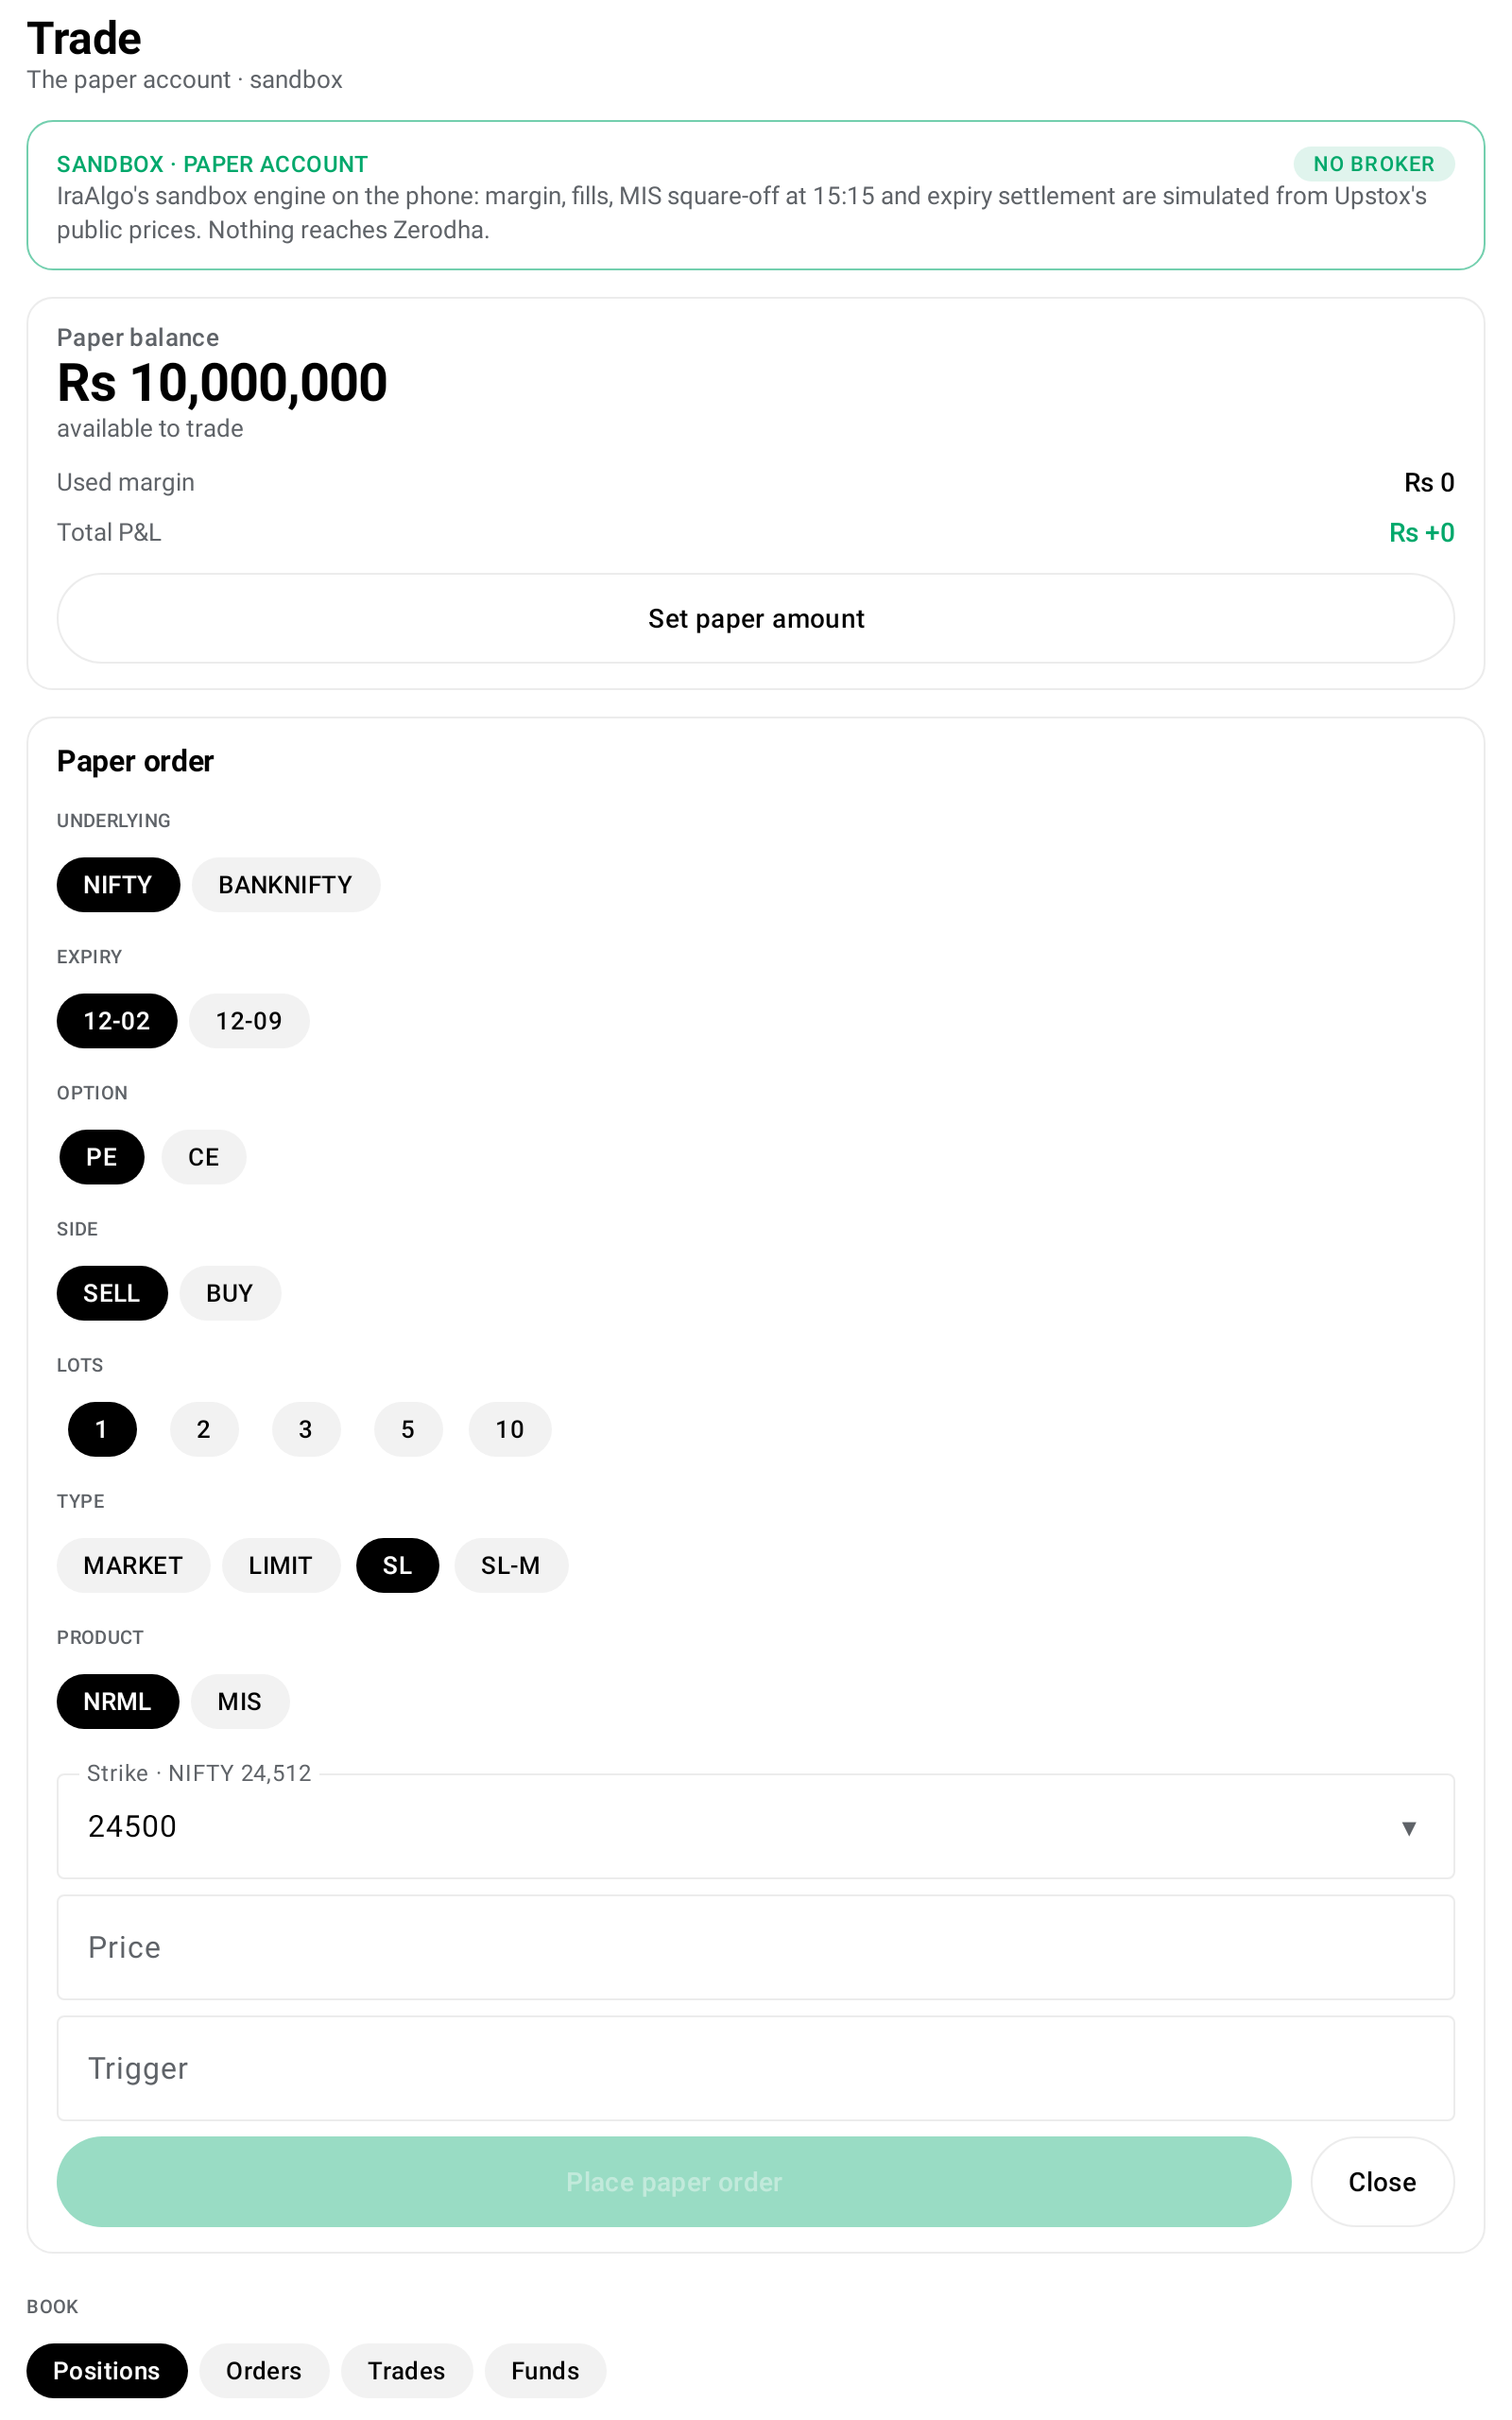 Trade
The paper account · sandbox
SANDBOX · PAPER ACCOUNT
NO BROKER
IraAlgo's sandbox engine on the phone: margin, fills, MIS square-off at 15:15 and expiry settlement are simulated from Upstox's
public prices. Nothing reaches Zerodha.
Paper balance
Rs 10,000,000
available to trade
Used margin
Rs 0
Total P&L
Rs +0
Set paper amount
Paper order
UNDERLYING
NIFTY BANKNIFTY
EXPIRY
12-02 12-09
OPTION
PE CE
SIDE
SELL BUY
LOTS
1 2 3 5 10
TYPE
MARKET LIMIT SL SL-M
PRODUCT
NRML MIS
Strike · NIFTY 24,512
24500 ▼
Price
Trigger
Place paper order Close
BOOK
Positions Orders Trades Funds